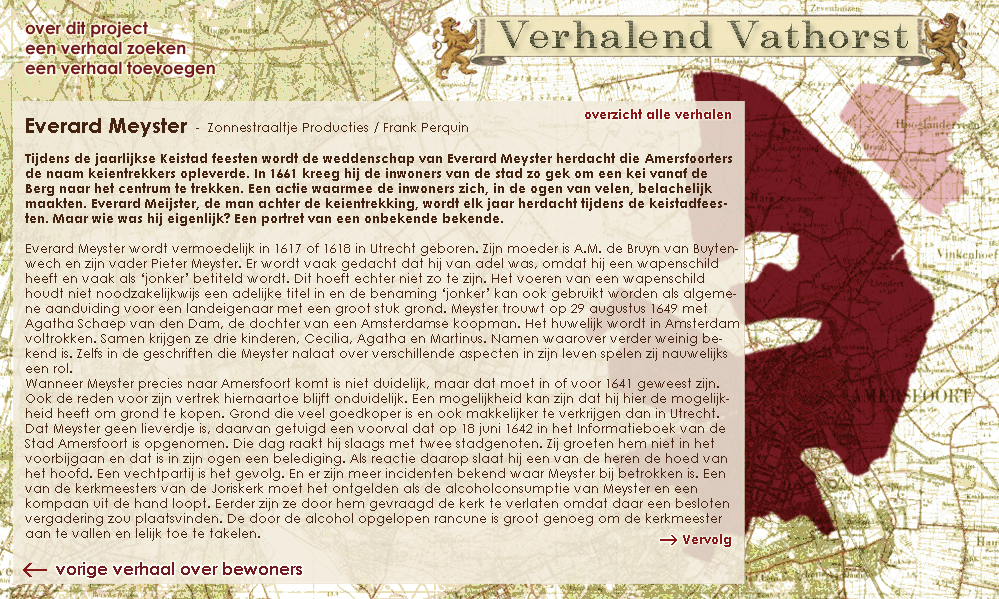 over dit project
een verhaal zoeken
een verhaal toevoegen
Verhalend Vathorst
overzicht alle verhalen
Everard Meyster - Zonnestraaltje Producties / Frank Perquin
Tijdens de jaarlijkse Keistad feesten wordt de weddenschap van Everard Meyster herdacht die Amersfoorters
de naam keientrekkers opleverde. In 1661 kreeg hij de inwoners van de stad zo gek om een kei vanaf de
Berg naar het centrum te trekken. Een actie waarmee de inwoners zich, in de ogen van velen, belachelijk
maakten. Everard Meijster, de man achter de keientrekking, wordt elk jaar herdacht tijdens de keistadfees-
ten. Maar wie was hij eigenlijk? Een portret van een onbekende bekende.
Everard Meyster wordt vermoedelijk in 1617 of 1618 in Utrecht geboren. Zijn moeder is A.M. de Bruyn van Buyten-
wech en zijn vader Pieter Meyster. Er wordt vaak gedacht dat hij van adel was, omdat hij een wapenschild
heeft en vaak als ‘jonker’ betiteld wordt. Dit hoeft echter niet zo te zijn. Het voeren van een wapenschild
houdt niet noodzakelijkwijs een adelijke titel in en de benaming ‘jonker’ kan ook gebruikt worden als algeme-
ne aanduiding voor een landeigenaar met een groot stuk grond. Meyster trouwt op 29 augustus 1649 met
Agatha Schaep van den Dam, de dochter van een Amsterdamse koopman. Het huwelijk wordt in Amsterdam
voltrokken. Samen krijgen ze drie kinderen, Cecilia, Agatha en Martinus. Namen waarover verder weinig be-
kend is. Zelfs in de geschriften die Meyster nalaat over verschillende aspecten in zijn leven spelen zij nauwelijks
een rol.
Wanneer Meyster precies naar Amersfoort komt is niet duidelijk, maar dat moet in of voor 1641 geweest zijn.
Ook de reden voor zijn vertrek hiernaartoe blijft onduidelijk. Een mogelijkheid kan zijn dat hij hier de mogelijk-
heid heeft om grond te kopen. Grond die veel goedkoper is en ook makkelijker te verkrijgen dan in Utrecht.
Dat Meyster geen lieverdje is, daarvan getuigd een voorval dat op 18 juni 1642 in het Informatieboek van de
Stad Amersfoort is opgenomen. Die dag raakt hij slaags met twee stadgenoten. Zij groeten hem niet in het
voorbijgaan en dat is in zijn ogen een belediging. Als reactie daarop slaat hij een van de heren de hoed van
het hoofd. Een vechtpartij is het gevolg. En er zijn meer incidenten bekend waar Meyster bij betrokken is. Een
van de kerkmeesters van de Joriskerk moet het ontgelden als de alcoholconsumptie van Meyster en een
kompaan uit de hand loopt. Eerder zijn ze door hem gevraagd de kerk te verlaten omdat daar een besloten
vergadering zou plaatsvinden. De door de alcohol opgelopen rancune is groot genoeg om de kerkmeester
aan te vallen en lelijk toe te takelen.
Vervolg
vorige verhaal over bewoners
AMERSFOORT